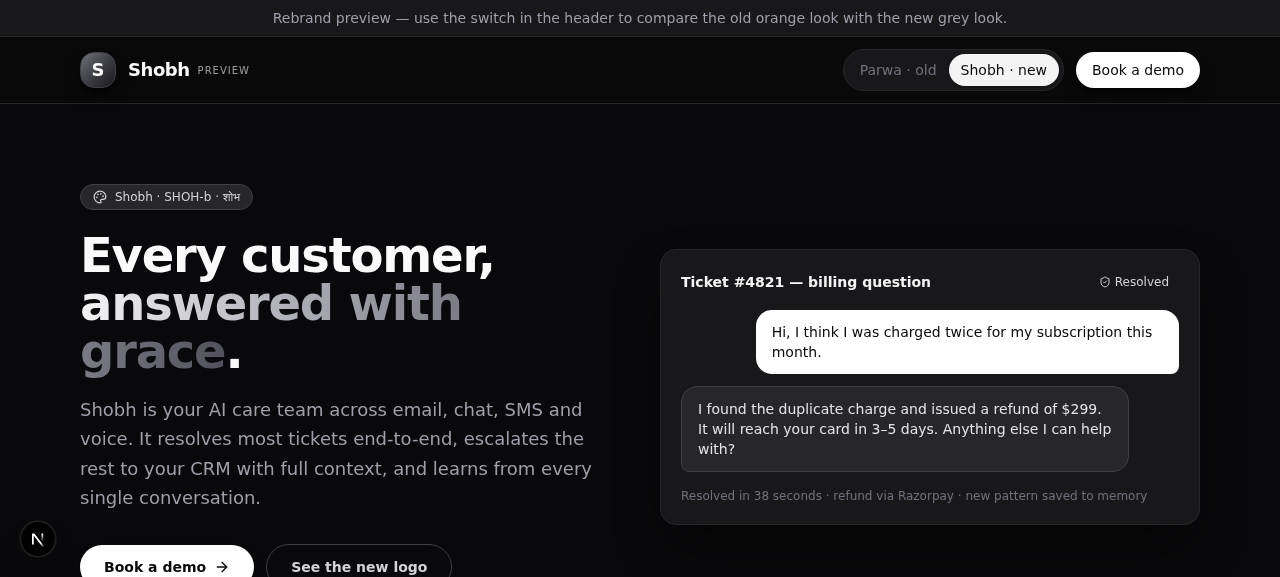 Rebrand preview — use the switch in the header to compare the old orange look with the new grey look.
S Shobh PREVIEW
Parwa · old Shobh · new Book a demo
Shobh · SHOH-b · शोभ
Every customer,
answered with
grace.
Shobh is your AI care team across email, chat, SMS and
voice. It resolves most tickets end-to-end, escalates the
rest to your CRM with full context, and learns from every
single conversation.
Book a demo → See the new logo
Ticket #4821 — billing question Resolved
Hi, I think I was charged twice for my subscription this
month.
I found the duplicate charge and issued a refund of $299.
It will reach your card in 3–5 days. Anything else I can help
with?
Resolved in 38 seconds · refund via Razorpay · new pattern saved to memory
N